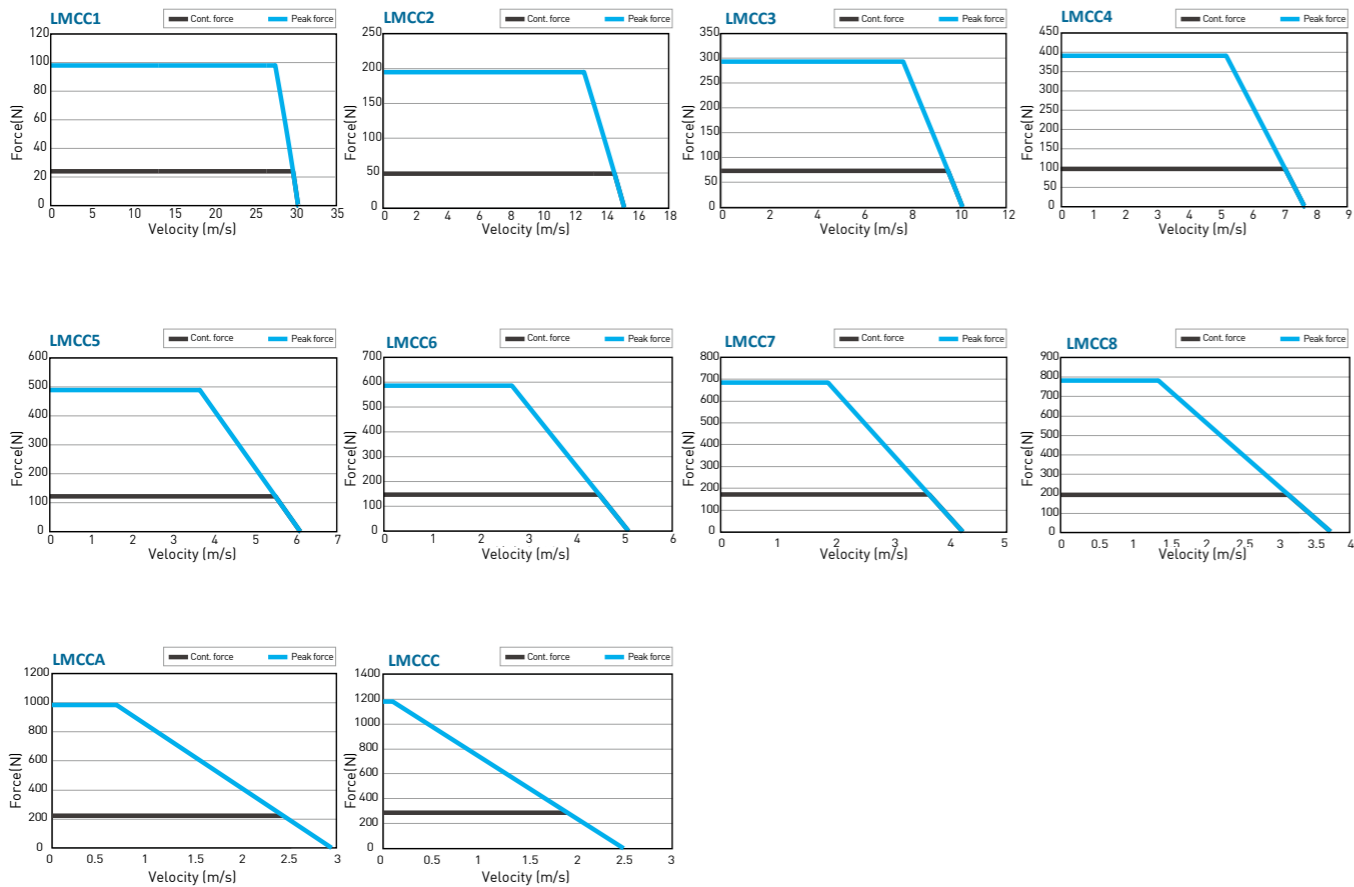 LMCC1
Cont. force Peak force
120
100
80
60
40
20
0
Force(N)
0 5 10 15 20 25 30 35
Velocity (m/s)
LMCC2
Cont. force Peak force
250
200
150
100
50
0
Force(N)
0 2 4 6 8 10 12 14 16 18
Velocity (m/s)
LMCC3
Cont. force Peak force
350
300
250
200
150
100
50
0
Force(N)
0 2 4 6 8 10 12
Velocity (m/s)
LMCC4
Cont. force Peak force
450
400
350
300
250
200
150
100
50
0
Force(N)
0 1 2 3 4 5 6 7 8 9
Velocity (m/s)
LMCC5
Cont. force Peak force
600
500
400
300
200
100
0
Force(N)
0 1 2 3 4 5 6 7
Velocity (m/s)
LMCC6
Cont. force Peak force
700
600
500
400
300
200
100
0
Force(N)
0 1 2 3 4 5 6
Velocity (m/s)
LMCC7
Cont. force Peak force
800
700
600
500
400
300
200
100
0
Force(N)
0 1 2 3 4 5
Velocity (m/s)
LMCC8
Cont. force Peak force
900
800
700
600
500
400
300
200
100
0
Force(N)
0 0.5 1 1.5 2 2.5 3 3.5 4
Velocity (m/s)
LMCCA
Cont. force Peak force
1200
1000
800
600
400
200
0
Force(N)
0 0.5 1 1.5 2 2.5 3
Velocity (m/s)
LMCCC
Cont. force Peak force
1400
1200
1000
800
600
400
200
0
Force(N)
0 0.5 1 1.5 2 2.5 3
Velocity (m/s)